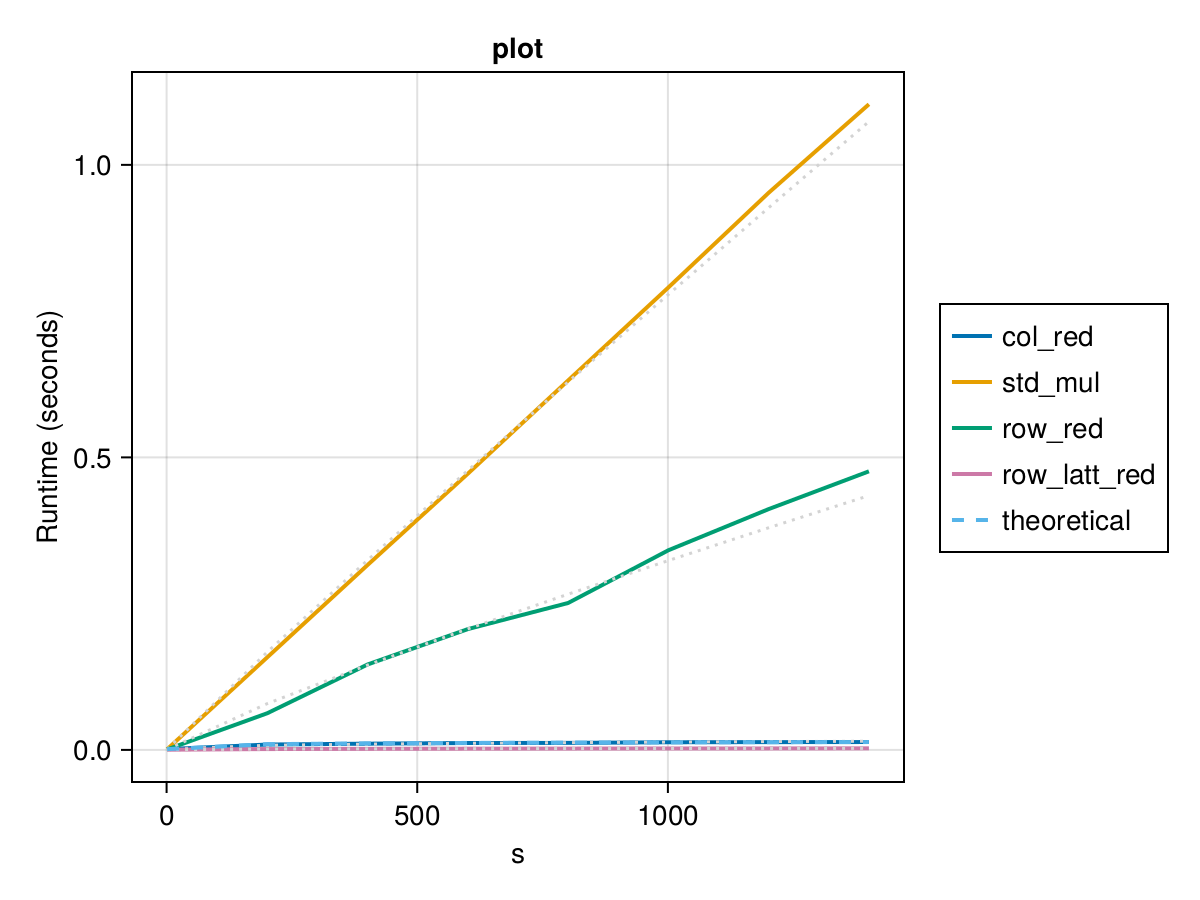 plot
1.0
0.5
0.0
Runtime (seconds)
0 500 1000
s
col_red
std_mul
row_red
row_latt_red
theoretical